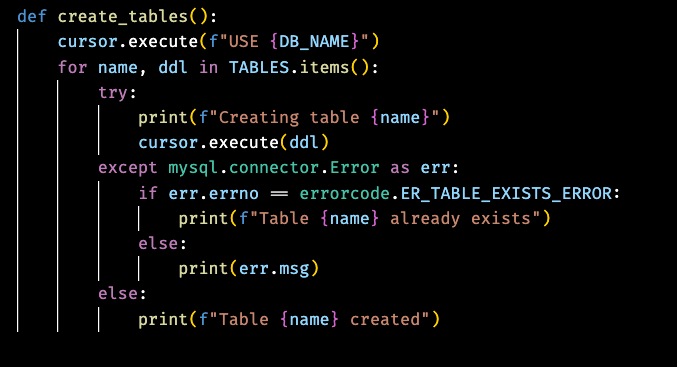 def create_tables():
    cursor.execute(f"USE {DB_NAME}")
    for name, ddl in TABLES.items():
        try:
            print(f"Creating table {name}")
            cursor.execute(ddl)
        except mysql.connector.Error as err:
            if err.errno == errorcode.ER_TABLE_EXISTS_ERROR:
                print(f"Table {name} already exists")
            else:
                print(err.msg)
        else:
            print(f"Table {name} created")